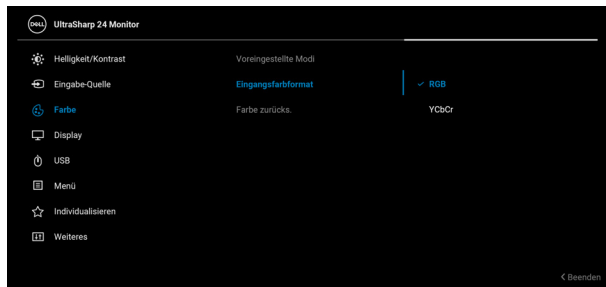 DELL UltraSharp 24 Monitor
Helligkeit/Kontrast
Eingabe-Quelle
Farbe
Display
USB
Menü
Individualisieren
Weiteres
Voreingestellte Modi
Eingangsfarbformat
Farbe zurücks.
RGB
YCbCr
Beenden